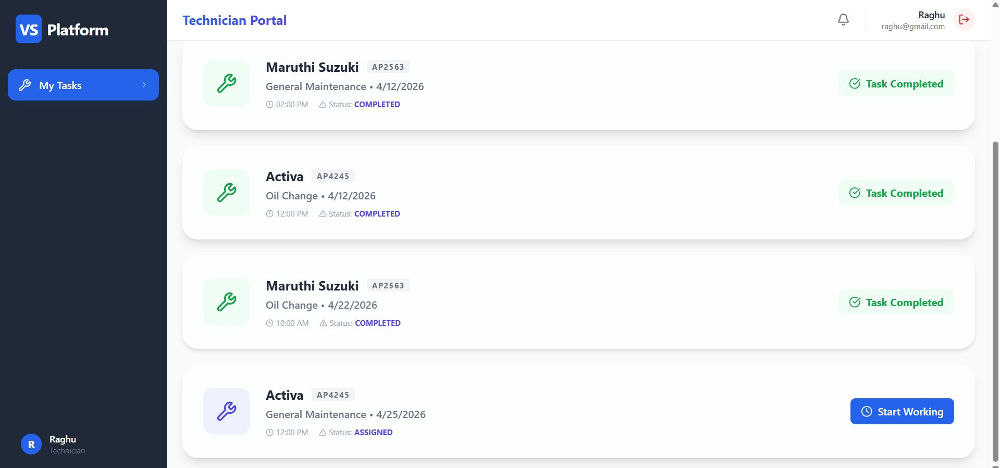 VS Platform
My Tasks
Technician Portal
Raghu
raghu@gmail.com
Maruthi Suzuki AP2563
General Maintenance • 4/12/2026
02:00 PM Status: COMPLETED
Task Completed
Activa AP4245
Oil Change • 4/12/2026
12:00 PM Status: COMPLETED
Task Completed
Maruthi Suzuki AP2563
Oil Change • 4/22/2026
10:00 AM Status: COMPLETED
Task Completed
Activa AP4245
General Maintenance • 4/25/2026
12:00 PM Status: ASSIGNED
Start Working
R
Raghu
Technician